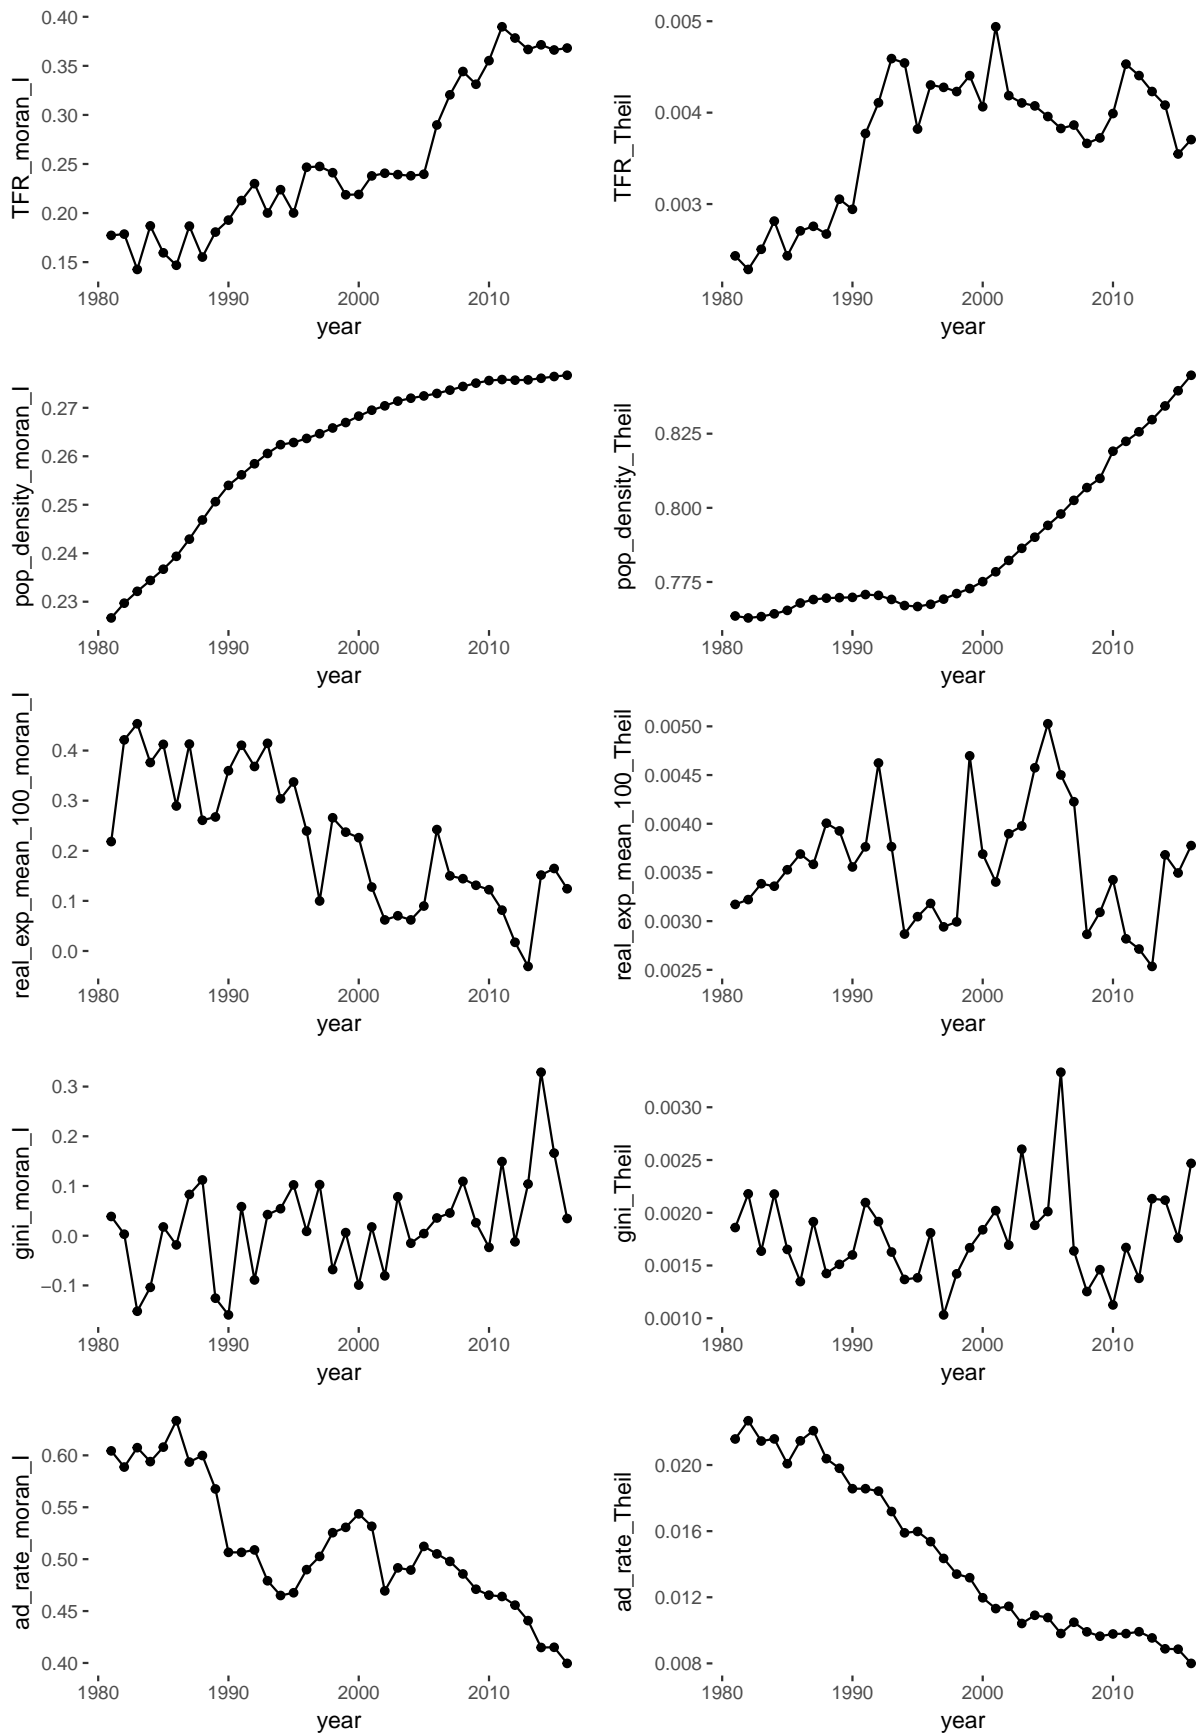 TFR_moran_I
0.40
0.35
0.30
0.25
0.20
0.15
1980 1990 2000 2010
year
TFR_Theil
0.005
0.004
0.003
1980 1990 2000 2010
year
pop_density_moran_I
0.27
0.26
0.25
0.24
0.23
1980 1990 2000 2010
year
pop_density_Theil
0.825
0.800
0.775
1980 1990 2000 2010
year
real_exp_mean_100_moran_I
0.4
0.3
0.2
0.1
0.0
1980 1990 2000 2010
year
real_exp_mean_100_Theil
0.0050
0.0045
0.0040
0.0035
0.0030
0.0025
1980 1990 2000 2010
year
gini_moran_I
0.3
0.2
0.1
0.0
−0.1
1980 1990 2000 2010
year
gini_Theil
0.0030
0.0025
0.0020
0.0015
0.0010
1980 1990 2000 2010
year
ad_rate_moran_I
0.60
0.55
0.50
0.45
0.40
1980 1990 2000 2010
year
ad_rate_Theil
0.020
0.016
0.012
0.008
1980 1990 2000 2010
year